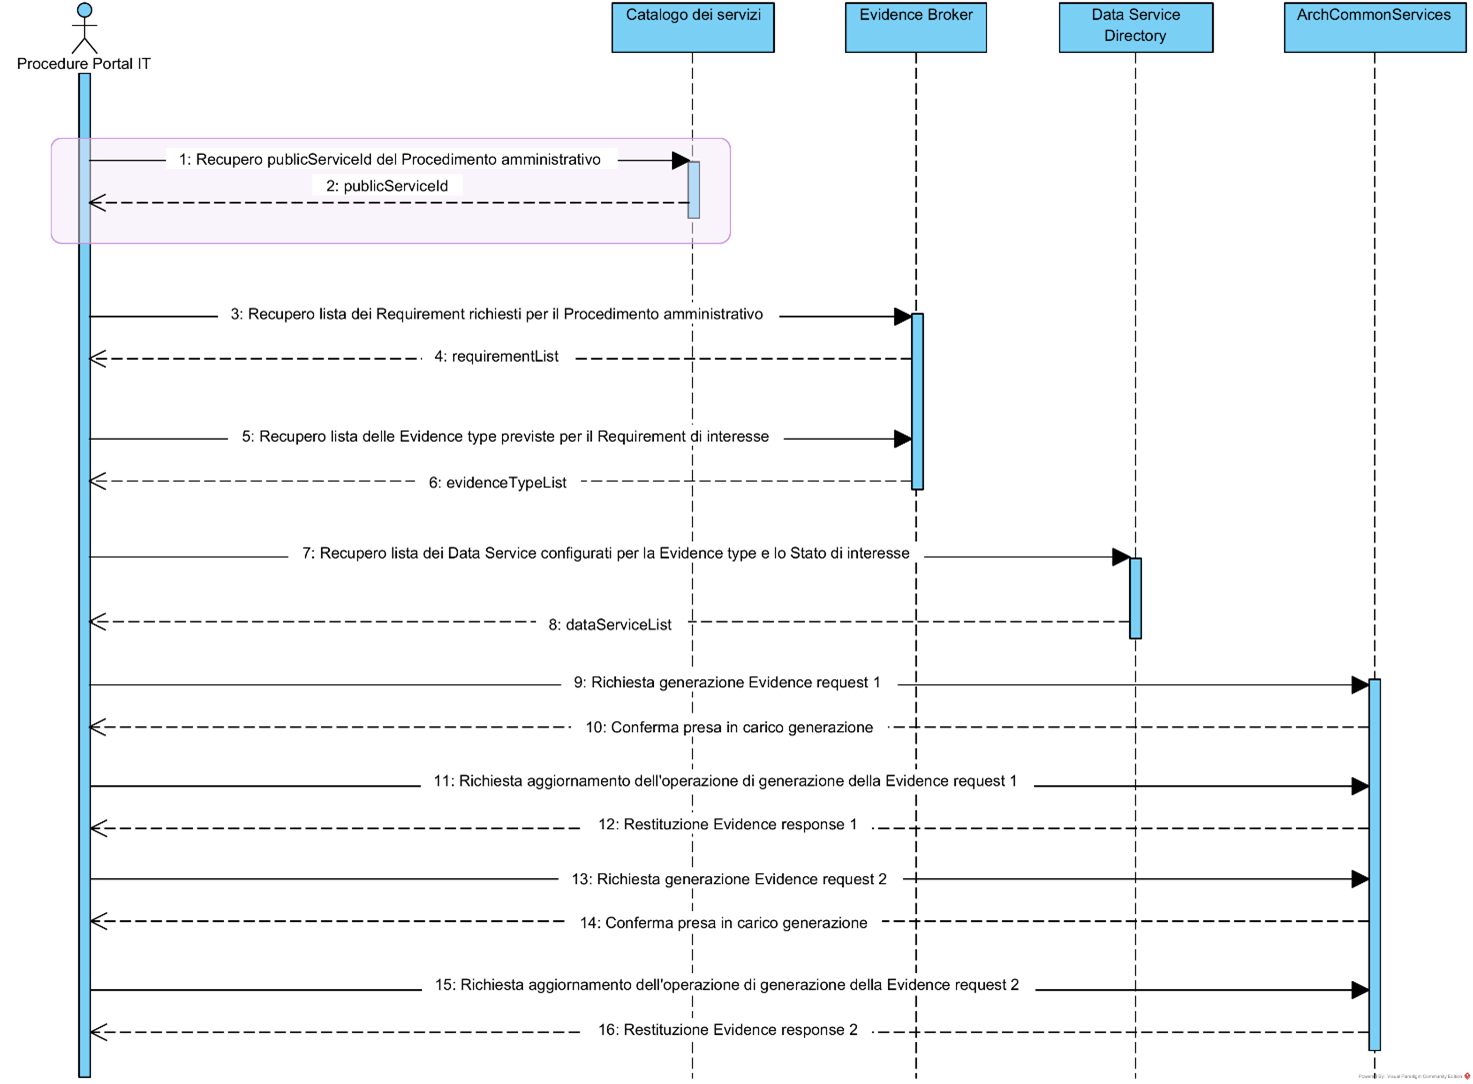 Catalogo dei servizi
Evidence Broker
Data Service
Directory
ArchCommonServices
Procedure Portal IT
1: Recupero publicServiceId del Procedimento amministrativo
2: publicServiceId
3: Recupero lista dei Requirement richiesti per il Procedimento amministrativo
4: requirementList
5: Recupero lista delle Evidence type previste per il Requirement di interesse
6: evidenceTypeList
7: Recupero lista dei Data Service configurati per la Evidence type e lo Stato di interesse
8: dataServiceList
9: Richiesta generazione Evidence request 1
10: Conferma presa in carico generazione
11: Richiesta aggiornamento dell'operazione di generazione della Evidence request 1
12: Restituzione Evidence response 1
13: Richiesta generazione Evidence request 2
14: Conferma presa in carico generazione
15: Richiesta aggiornamento dell'operazione di generazione della Evidence request 2
16: Restituzione Evidence response 2
Powered By: Visual Paradigm Community Edition